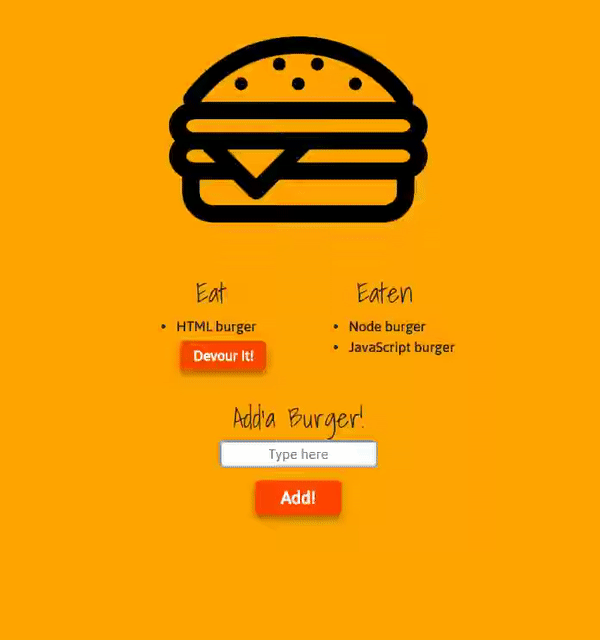 Eat
HTML burger
Devour It!
Eaten
Node burger
JavaScript burger
Add'a Burger!
Type here
Add!